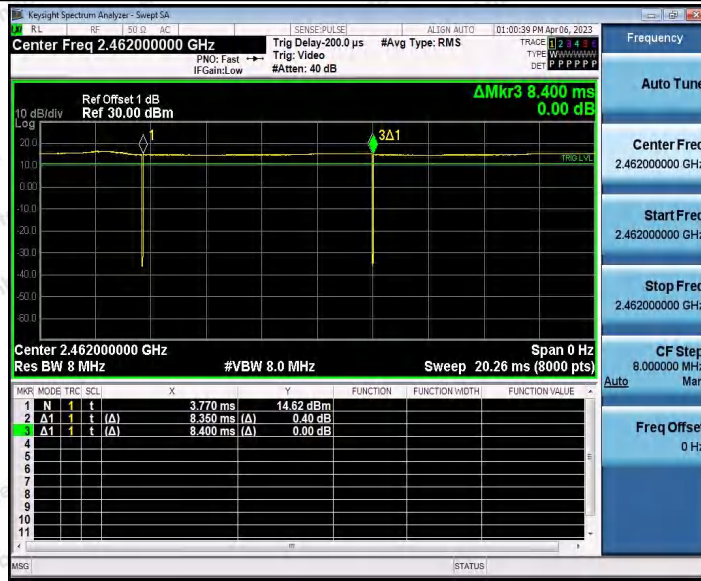 Keysight Spectrum Analyzer - Swept SA
RL RF 50 Ω AC SENSE:PULSE ALIGN AUTO 01:00:39 PM Apr 06, 2023
Center Freq 2.462000000 GHz
PNO: Fast
IFGain:Low
Trig Delay-200.0 µs
Trig: Video
#Atten: 40 dB
#Avg Type: RMS
TRACE 1 2 3 4 5 6
TYPE WWWWWW
DET P P P P P P
Frequency
Auto Tune
Center Freq
2.462000000 GHz
Start Freq
2.462000000 GHz
Stop Freq
2.462000000 GHz
CF Step
8.000000 MHz
Auto Man
Freq Offset
0 Hz
ΔMkr3 8.400 ms
0.00 dB
Ref Offset 1 dB
10 dB/div Ref 30.00 dBm
Log
1
3Δ1
TRIG LVL
20.0
10.0
0.00
-10.0
-20.0
-30.0
-40.0
-50.0
-60.0
Center 2.462000000 GHz Span 0 Hz
Res BW 8 MHz #VBW 8.0 MHz Sweep 20.26 ms (8000 pts)
MKR MODE TRC SCL X Y FUNCTION FUNCTION WIDTH FUNCTION VALUE
1 N 1 t 3.770 ms 14.62 dBm
2 Δ1 1 t (Δ) 8.350 ms (Δ) 0.40 dB
3 Δ1 1 t (Δ) 8.400 ms (Δ) 0.00 dB
4
5
6
7
8
9
10
11
MSG STATUS